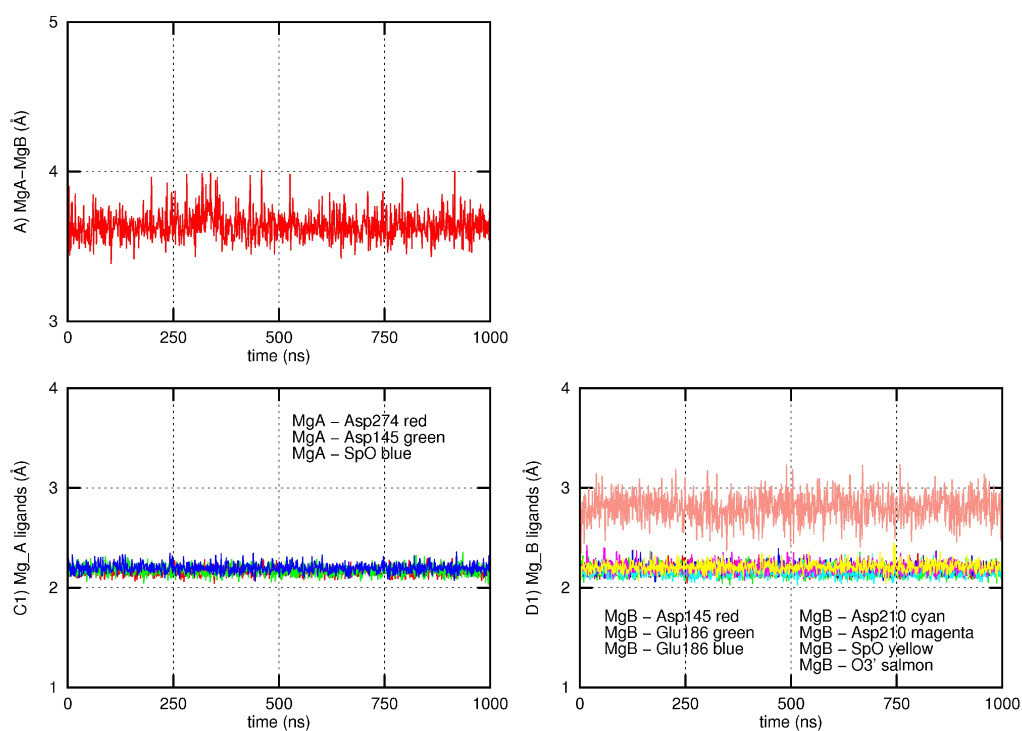 5
4
3
A) MgA−MgB (Å)
0 250 500 750 1000
time (ns)
4
3
2
1
C1) Mg_A ligands (Å)
MgA − Asp274 red
MgA − Asp145 green
MgA − SpO blue
0 250 500 750 1000
time (ns)
4
3
2
1
D1) Mg_B ligands (Å)
MgB − Asp145 red
MgB − Glu186 green
MgB − Glu186 blue
MgB − Asp210 cyan
MgB − Asp210 magenta
MgB − SpO yellow
MgB − O3' salmon
0 250 500 750 1000
time (ns)